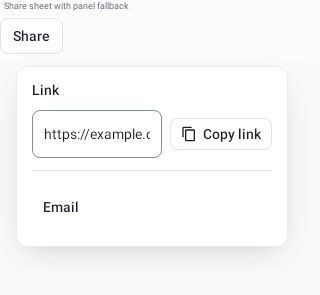 Share sheet with panel fallback
Share
Link
https://example.c
Copy link
Email